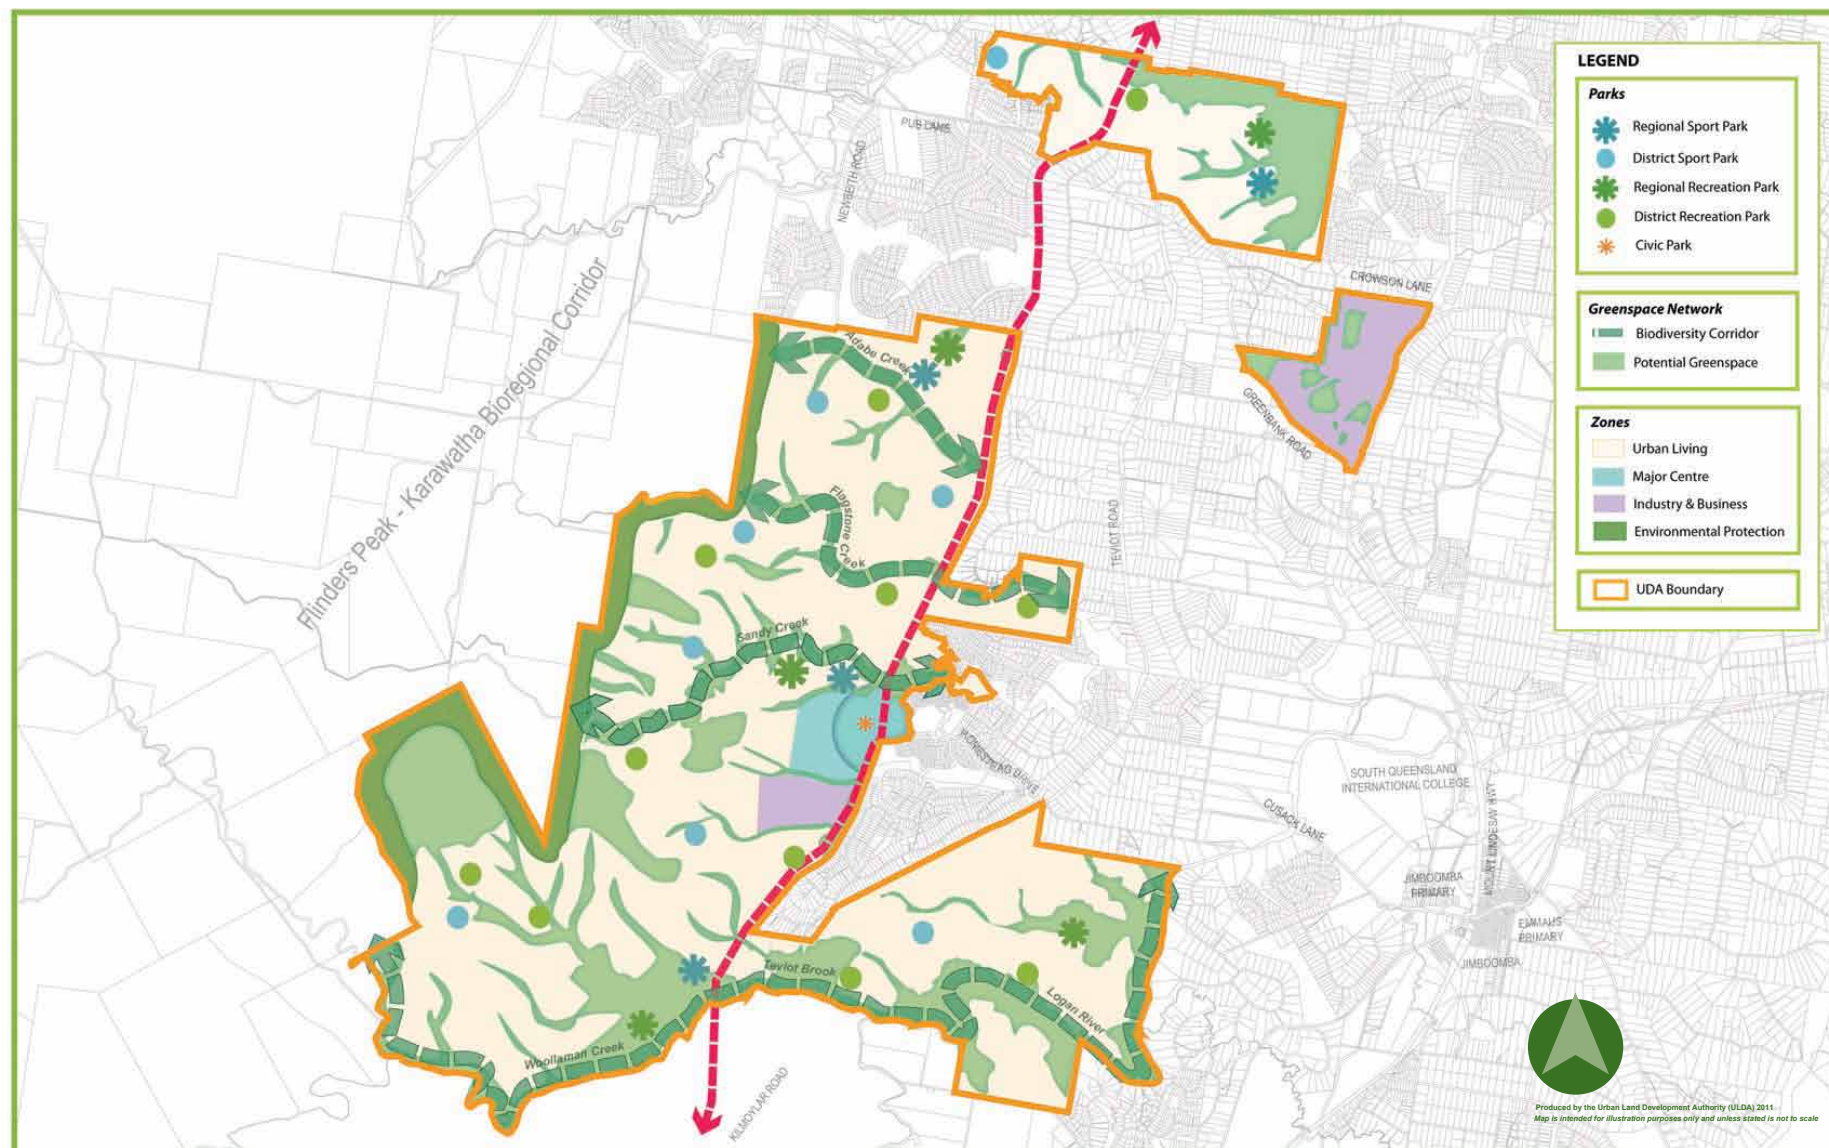 LEGEND
Parks
Regional Sport Park
District Sport Park
Regional Recreation Park
District Recreation Park
Civic Park
Greenspace Network
Biodiversity Corridor
Potential Greenspace
Zones
Urban Living
Major Centre
Industry & Business
Environmental Protection
UDA Boundary
PUB LANE
NEWBEITH ROAD
Flinders Peak - Karawatha Bioregional Corridor
CROWSON LANE
GREENBANK ROAD
TEVIOT ROAD
Adabe Creek
Flagstone Creek
Sandy Creek
HOMESTEAD DRIVE
SOUTH QUEENSLAND
INTERNATIONAL COLLEGE
CUSACK LANE
MOUNT LINDESAY HWY
JIMBOOMBA
PRIMARY
EMMAUS
PRIMARY
JIMBOOMBA
Teviot Brook
Logan River
Woollaman Creek
KILMOYLAR ROAD
Produced by the Urban Land Development Authority (ULDA) 2011
Map is intended for illustration purposes only and unless stated is not to scale